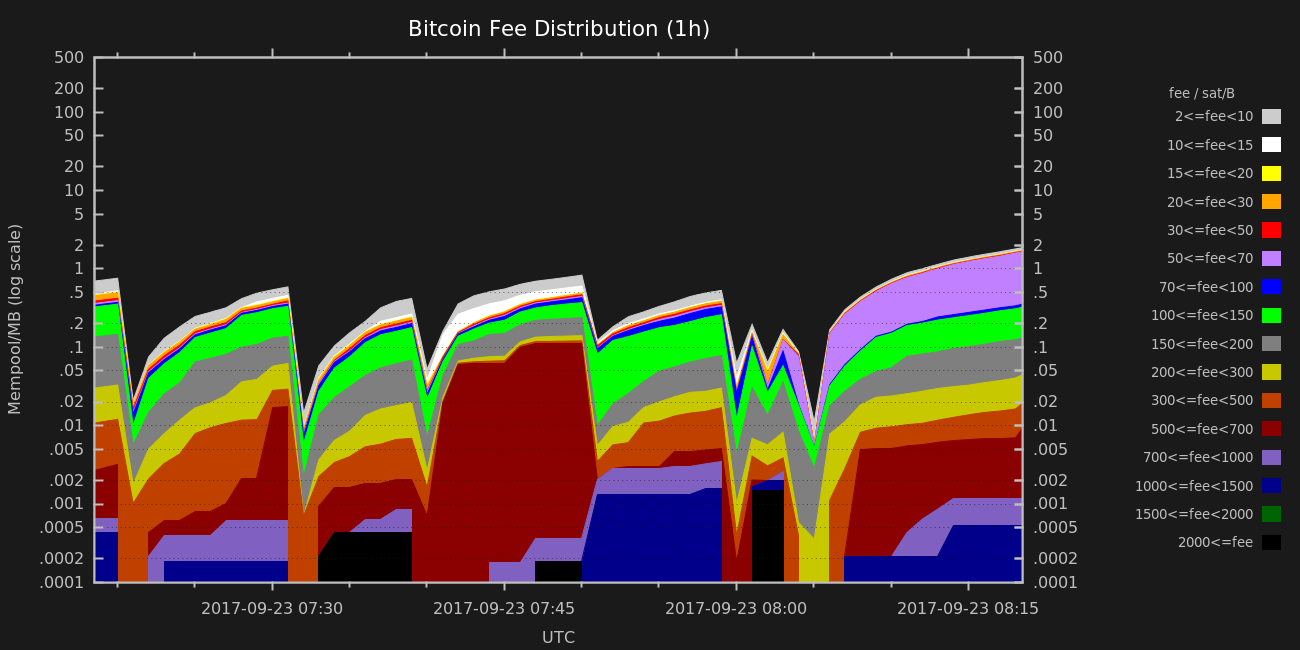 Bitcoin Fee Distribution (1h)
Mempool/MB (log scale)
500
200
100
50
20
10
5
2
1
.5
.2
.1
.05
.02
.01
.005
.002
.001
.0005
.0002
.0001
500
200
100
50
20
10
5
2
1
.5
.2
.1
.05
.02
.01
.005
.002
.001
.0005
.0002
.0001
2017-09-23 07:30
2017-09-23 07:45
2017-09-23 08:00
2017-09-23 08:15
UTC
fee / sat/B
2<=fee<10
10<=fee<15
15<=fee<20
20<=fee<30
30<=fee<50
50<=fee<70
70<=fee<100
100<=fee<150
150<=fee<200
200<=fee<300
300<=fee<500
500<=fee<700
700<=fee<1000
1000<=fee<1500
1500<=fee<2000
2000<=fee